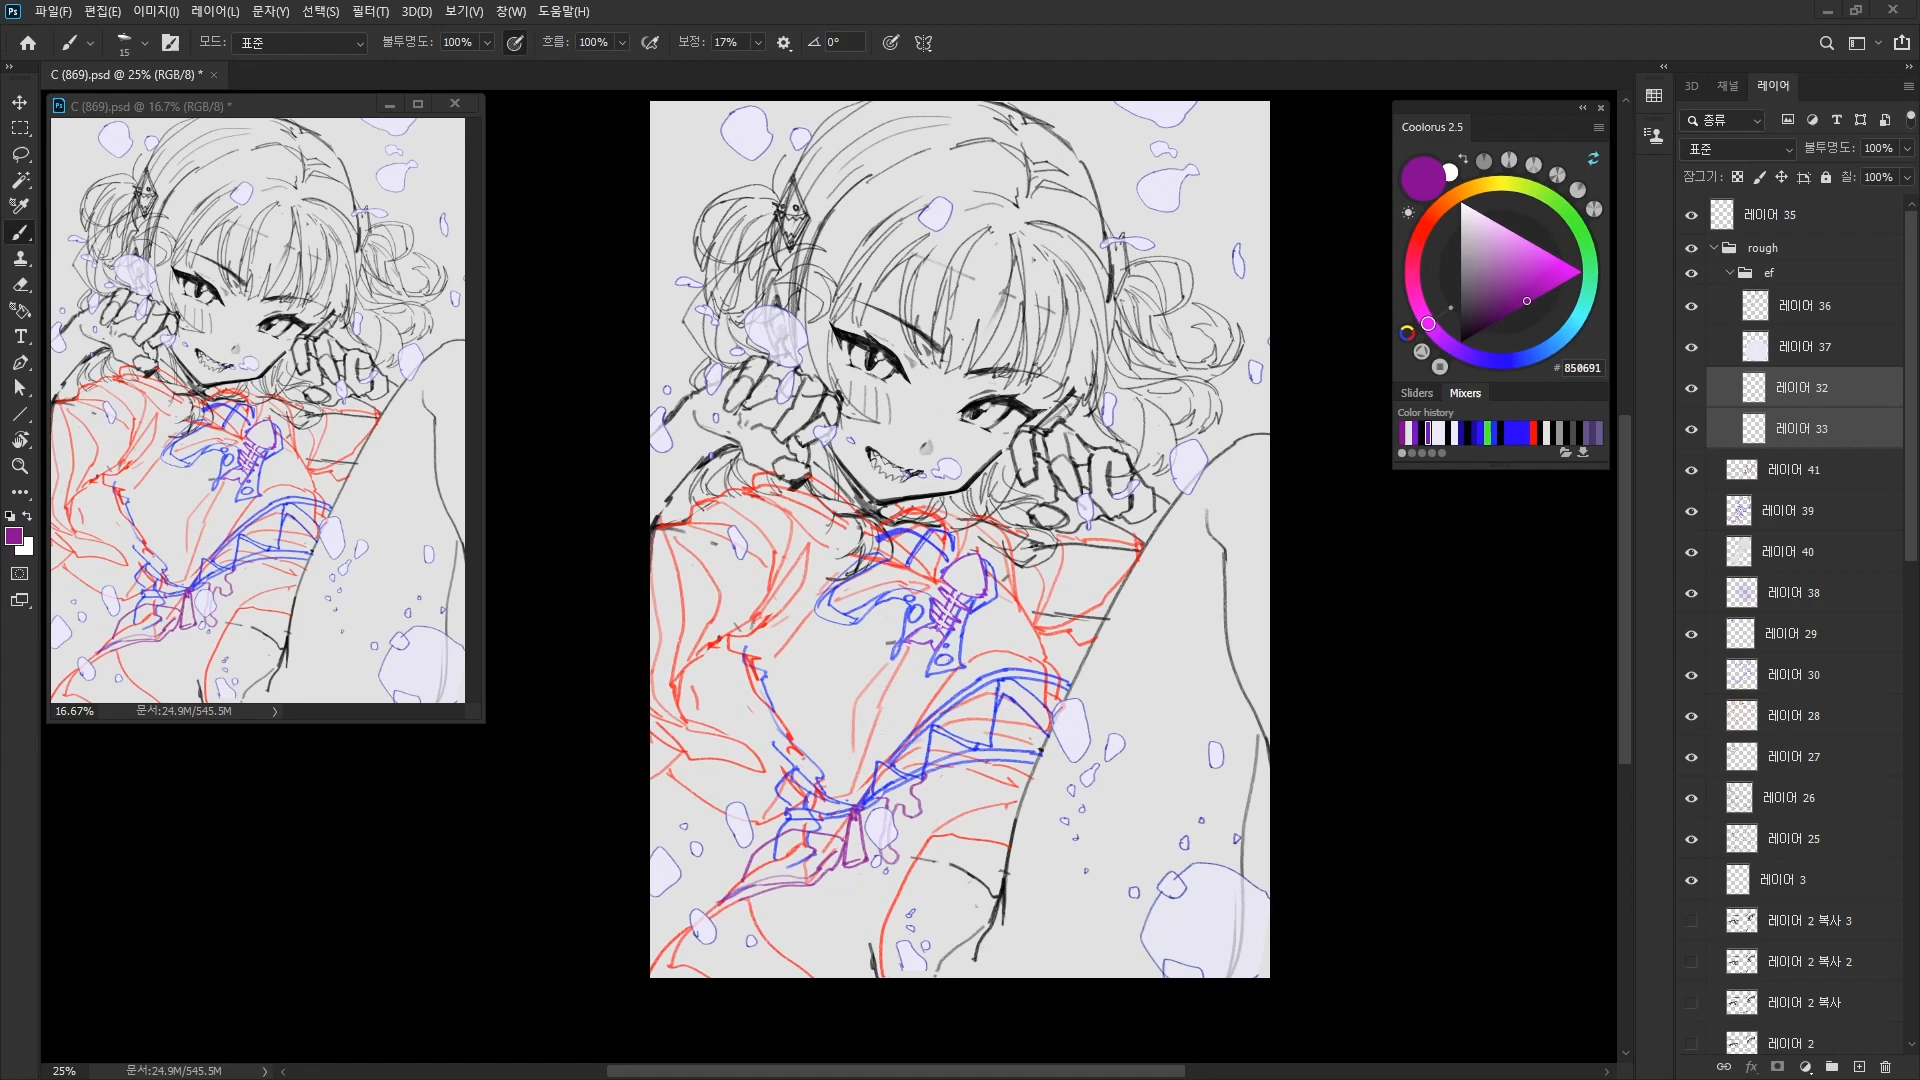 Ps 파일(F) 편집(E) 이미지(I) 레이어(L) 문자(Y) 선택(S) 필터(T) 3D(D) 보기(V) 창(W) 도움말(H)
15 모드: 표준 불투명도: 100% 흐름: 100% 보정: 17% 0°
C (869).psd @ 25% (RGB/8) *
Ps C (869).psd @ 16.7% (RGB/8) *
16.67% 문서:24.9M/545.5M
Coolorus 2.5
# 850691
Sliders Mixers
Color history
3D 채널 레이어
종류
표준 불투명도: 100%
잠그기: 칠: 100%
레이어 35
rough
ef
레이어 36
레이어 37
레이어 32
레이어 33
레이어 41
레이어 39
레이어 40
레이어 38
레이어 29
레이어 30
레이어 28
레이어 27
레이어 26
레이어 25
레이어 3
레이어 2 복사 3
레이어 2 복사 2
레이어 2 복사
레이어 2
fx
25% 문서:24.9M/545.5M